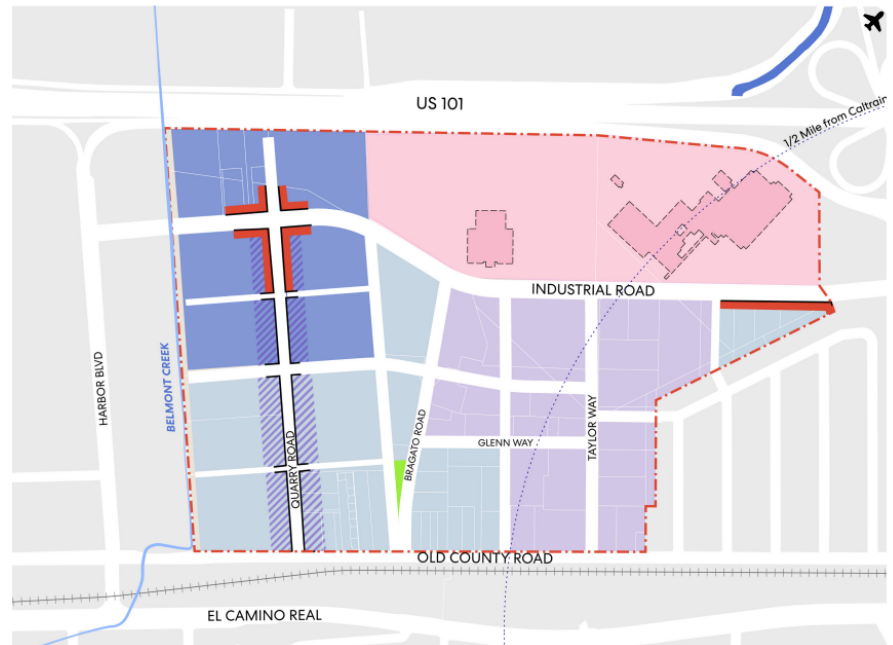 US 101
1/2 Mile from Caltrain
INDUSTRIAL ROAD
HARBOR BLVD
BELMONT CREEK
QUARRY ROAD
BRAGATO ROAD
GLENN WAY
TAYLOR WAY
OLD COUNTY ROAD
EL CAMINO REAL